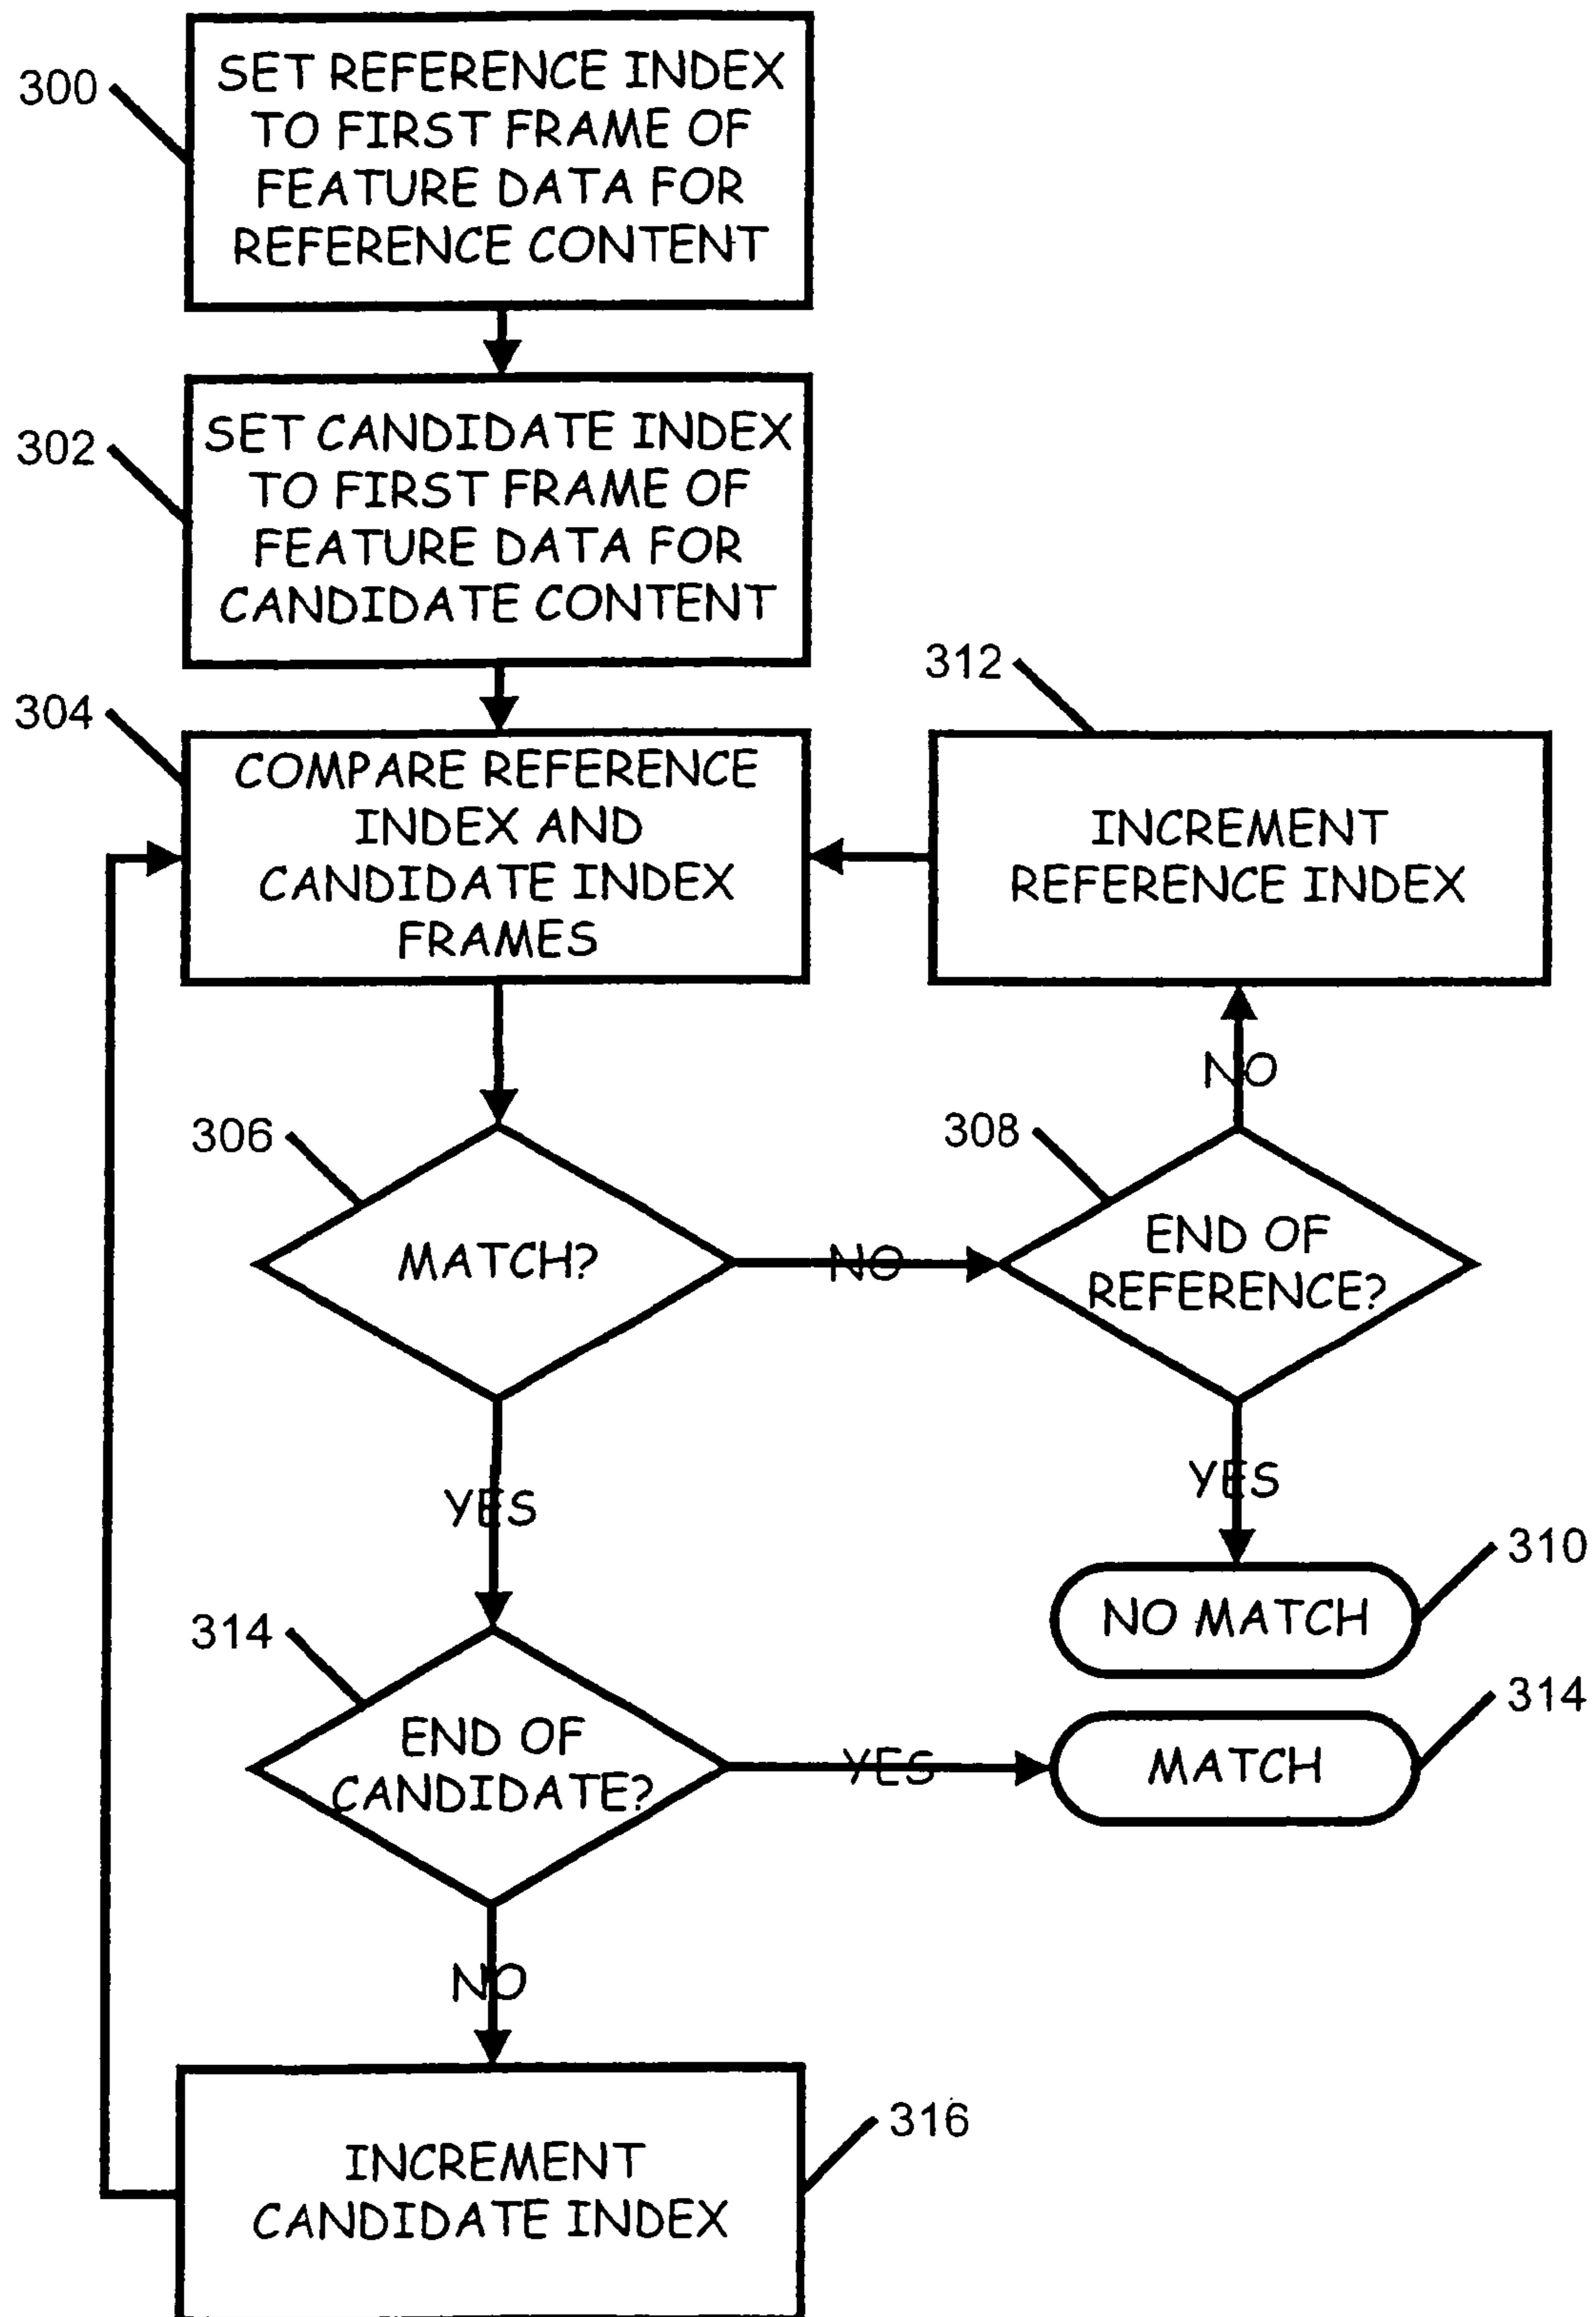 300
SET REFERENCE INDEX
TO FIRST FRAME OF
FEATURE DATA FOR
REFERENCE CONTENT
302
SET CANDIDATE INDEX
TO FIRST FRAME OF
FEATURE DATA FOR
CANDIDATE CONTENT
304
COMPARE REFERENCE
INDEX AND
CANDIDATE INDEX
FRAMES
312
INCREMENT
REFERENCE INDEX
NO
306
MATCH?
NO
308
END OF
REFERENCE?
YES
YES
310
NO MATCH
314
END OF
CANDIDATE?
YES
314
MATCH
NO
316
INCREMENT
CANDIDATE INDEX